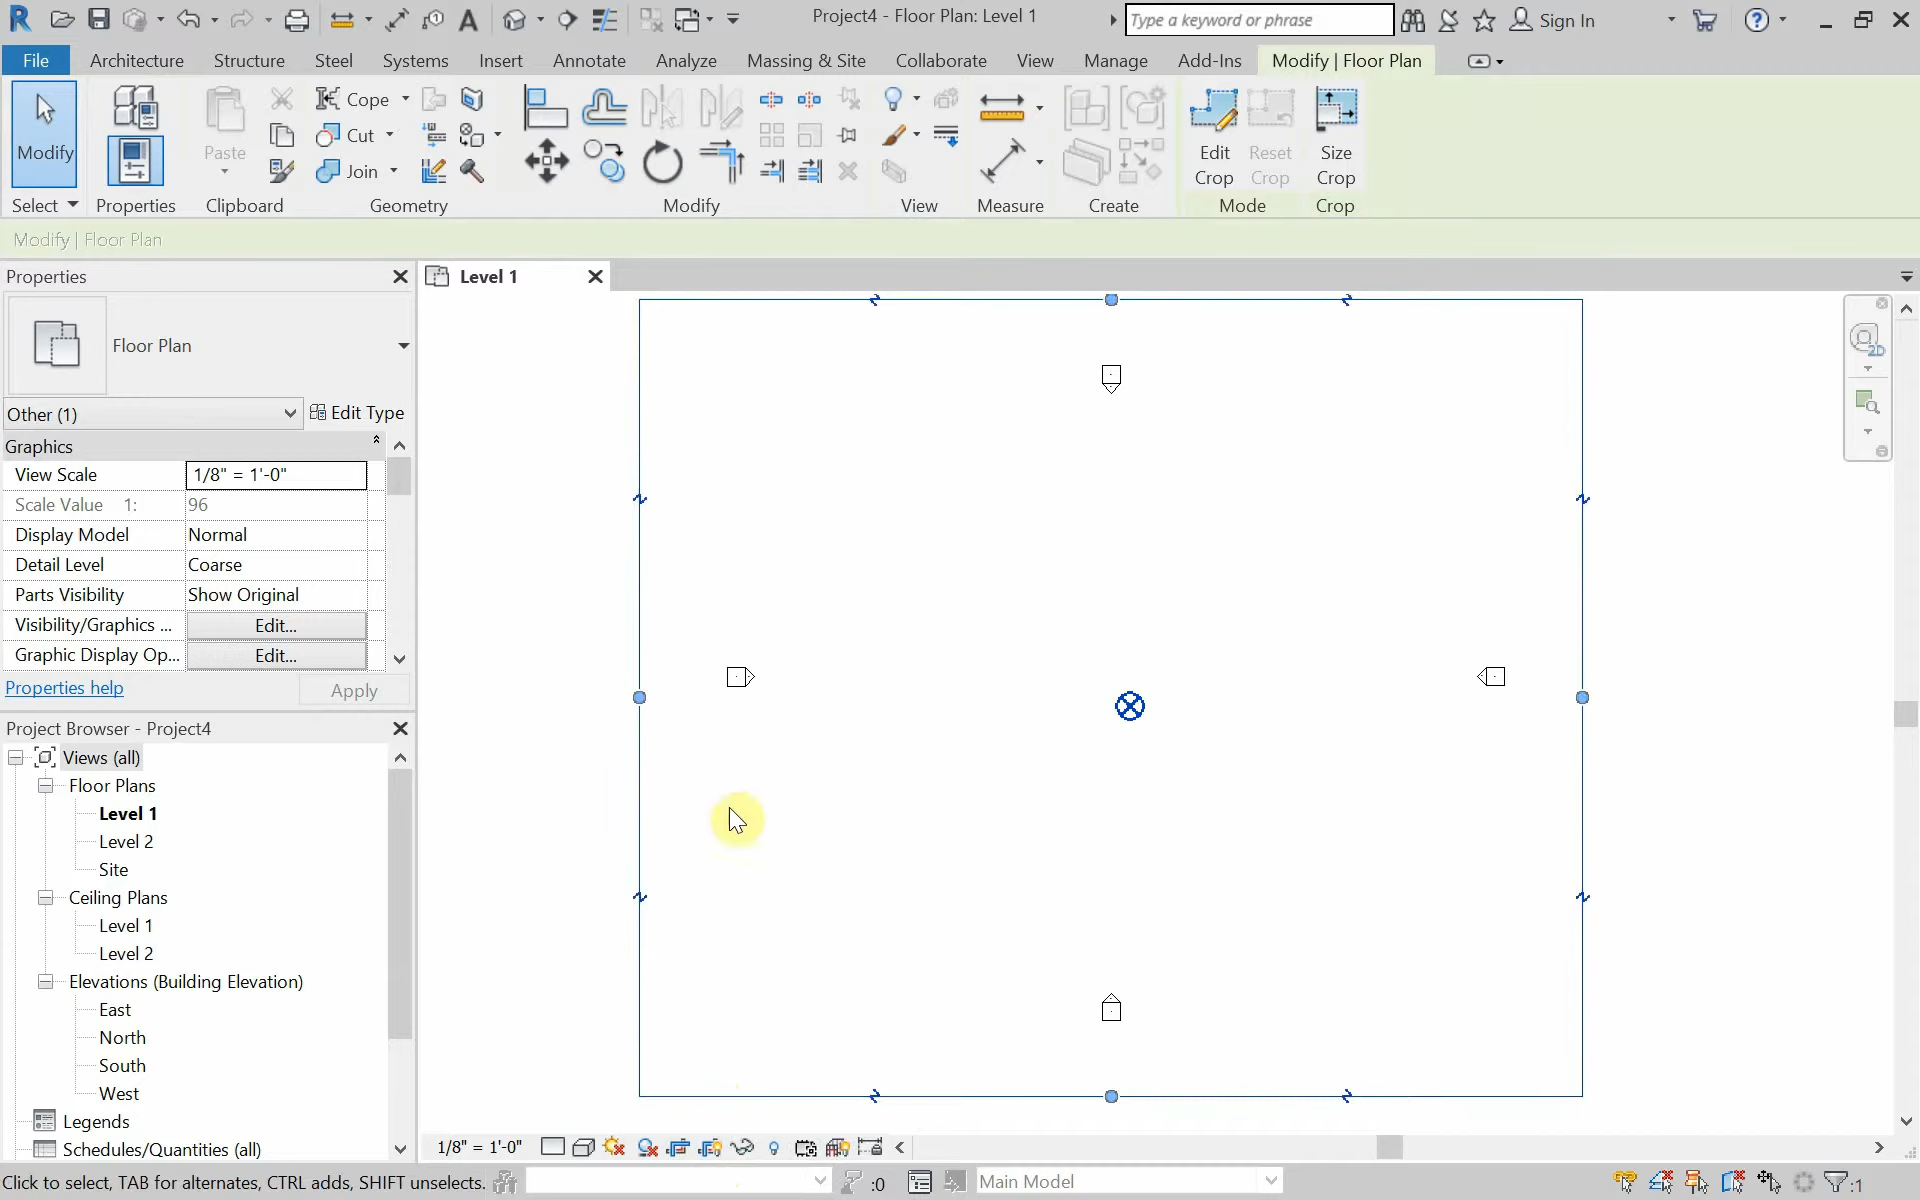 Project4 - Floor Plan: Level 1
Type a keyword or phrase
Sign In
File Architecture Structure Steel Systems Insert Annotate Analyze Massing & Site Collaborate View Manage Add-Ins Modify | Floor Plan
Modify
Paste
Cope
Cut
Join
Edit Crop
Reset Crop
Size Crop
Select Properties Clipboard Geometry Modify View Measure Create Mode Crop
Modify | Floor Plan
Properties
Level 1
Floor Plan
Other (1)
Edit Type
Graphics
View Scale 1/8" = 1'-0"
Scale Value 1: 96
Display Model Normal
Detail Level Coarse
Parts Visibility Show Original
Visibility/Graphics ... Edit...
Graphic Display Op... Edit...
Properties help
Apply
Project Browser - Project4
Views (all)
Floor Plans
Level 1
Level 2
Site
Ceiling Plans
Level 1
Level 2
Elevations (Building Elevation)
East
North
South
West
Legends
Schedules/Quantities (all)
2D
1/8" = 1'-0"
Click to select, TAB for alternates, CTRL adds, SHIFT unselects.
:0
Main Model
:1